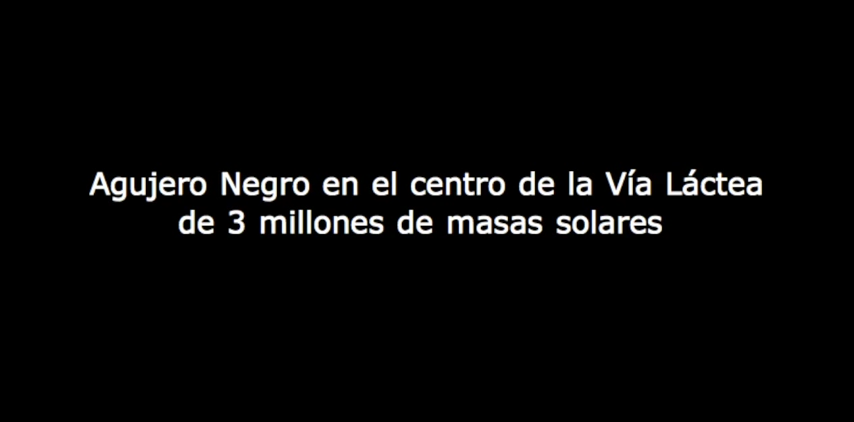 Agujero Negro en el centro de la Vía Láctea
de 3 millones de masas solares